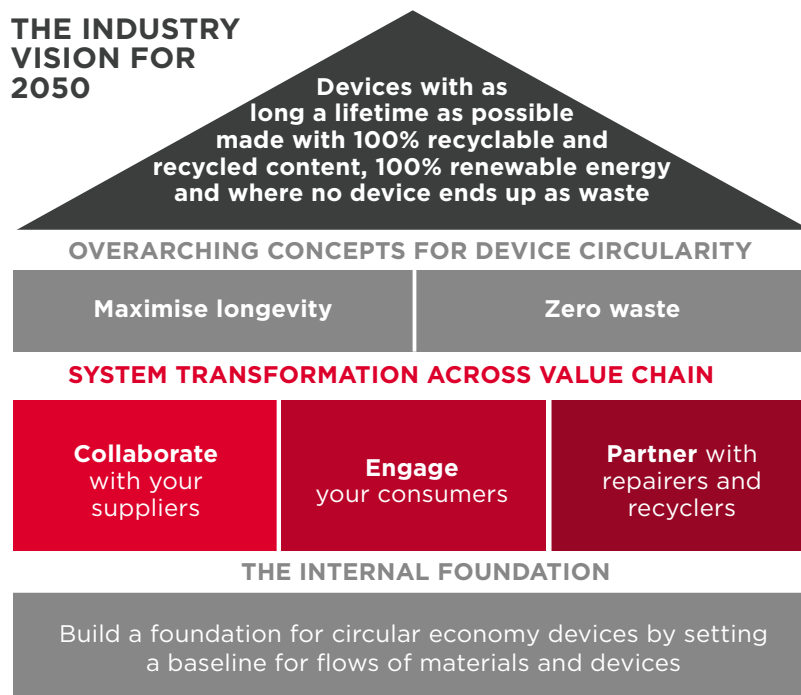 THE INDUSTRY
VISION FOR
2050
Devices with as
long a lifetime as possible
made with 100% recyclable and
recycled content, 100% renewable energy
and where no device ends up as waste
OVERARCHING CONCEPTS FOR DEVICE CIRCULARITY
Maximise longevity
Zero waste
SYSTEM TRANSFORMATION ACROSS VALUE CHAIN
Collaborate
with your
suppliers
Engage
your consumers
Partner with
repairers and
recyclers
THE INTERNAL FOUNDATION
Build a foundation for circular economy devices by setting
a baseline for flows of materials and devices